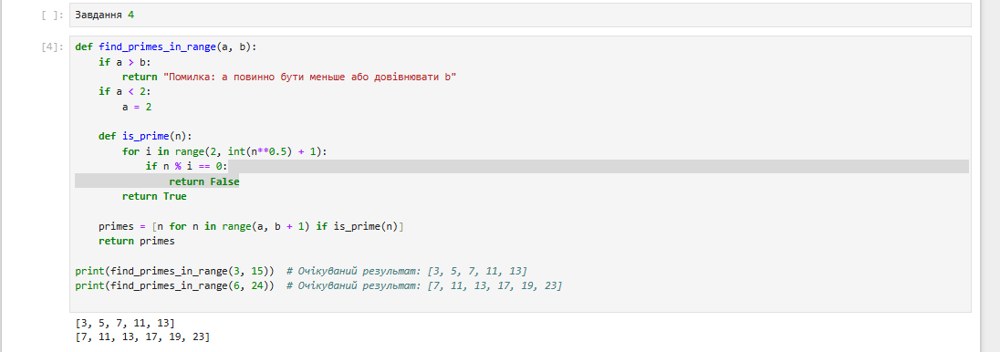 [ ]: Завдання 4
[4]: def find_primes_in_range(a, b):
    if a > b:
        return "Помилка: a повинно бути меньше або довівнювати b"
    if a < 2:
        a = 2

    def is_prime(n):
        for i in range(2, int(n**0.5) + 1):
            if n % i == 0:
                return False
        return True

    primes = [n for n in range(a, b + 1) if is_prime(n)]
    return primes

print(find_primes_in_range(3, 15))  # Очікуваний результат: [3, 5, 7, 11, 13]
print(find_primes_in_range(6, 24))  # Очікуваний результат: [7, 11, 13, 17, 19, 23]

[3, 5, 7, 11, 13]
[7, 11, 13, 17, 19, 23]